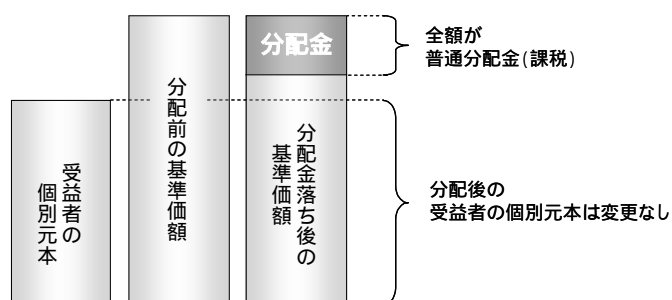 受益者の
個別元本
分配前の基準価額
分配金
分配金落ち後の
基準価額
全額が
普通分配金(課税)
分配後の
受益者の個別元本は変更なし